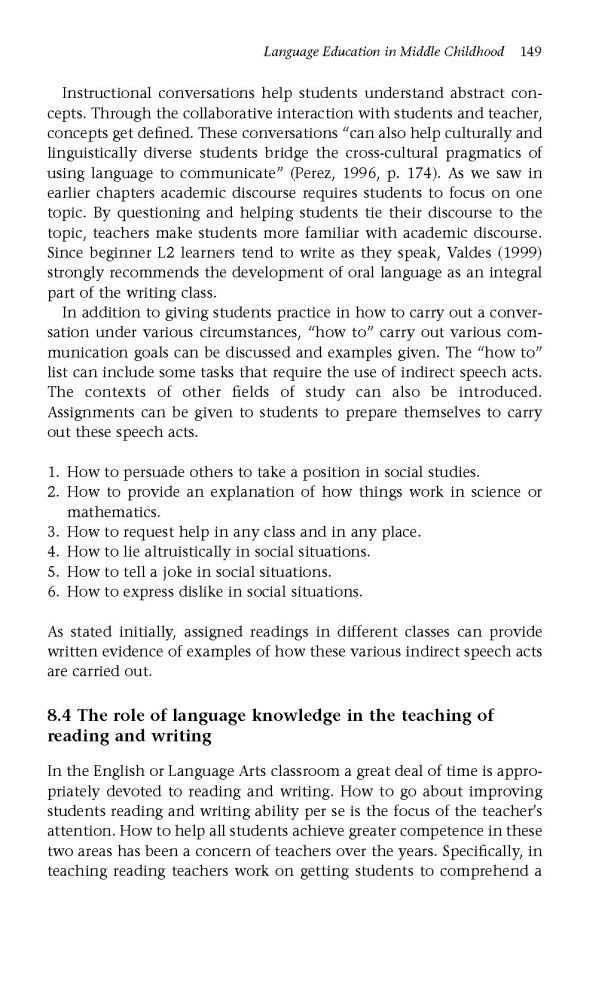 Language Education in Middle Childhood 149
Instructional conversations help students understand abstract con-
cepts. Through the collaborative interaction with students and teacher,
concepts get defined. These conversations “can also help culturally and
linguistically diverse students bridge the cross-cultural pragmatics of
using language to communicate” (Perez, 1996, p. 174). As we saw in
earlier chapters academic discourse requires students to focus on one
topic. By questioning and helping students tie their discourse to the
topic, teachers make students more familiar with academic discourse.
Since beginner L2 learners tend to write as they speak, Valdes (1999)
strongly recommends the development of oral language as an integral
part of the writing class.
In addition to giving students practice in how to carry out a conver-
sation under various circumstances, “how to” carry out various com-
munication goals can be discussed and examples given. The “how to”
list can include some tasks that require the use of indirect speech acts.
The contexts of other fields of study can also be introduced.
Assignments can be given to students to prepare themselves to carry
out these speech acts.
1. How to persuade others to take a position in social studies.
2. How to provide an explanation of how things work in science or
mathematics.
3. How to request help in any class and in any place.
4. How to lie altruistically in social situations.
5. How to tell a joke in social situations.
6. How to express dislike in social situations.
As stated initially, assigned readings in different classes can provide
written evidence of examples of how these various indirect speech acts
are carried out.
8.4 The role of language knowledge in the teaching of
reading and writing
In the English or Language Arts classroom a great deal of time is appro-
priately devoted to reading and writing. How to go about improving
students reading and writing ability per se is the focus of the teacher’s
attention. How to help all students achieve greater competence in these
two areas has been a concern of teachers over the years. Specifically, in
teaching reading teachers work on getting students to comprehend a